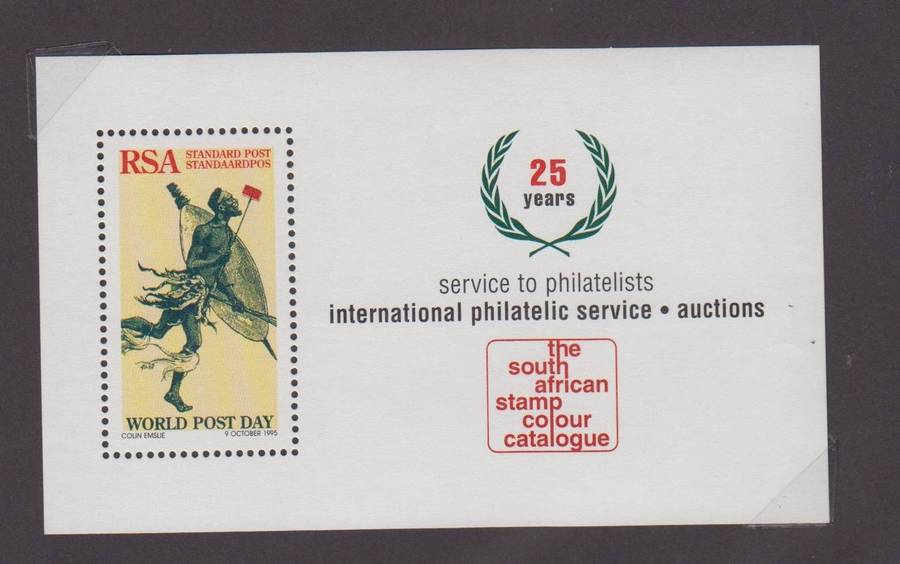 RSA STANDARD POST
STANDAARDPOS
WORLD POST DAY
COLIN EMSLIE 9 OCTOBER 1995
25
years
service to philatelists
international philatelic service • auctions
the
south
african
stamp
colour
catalogue